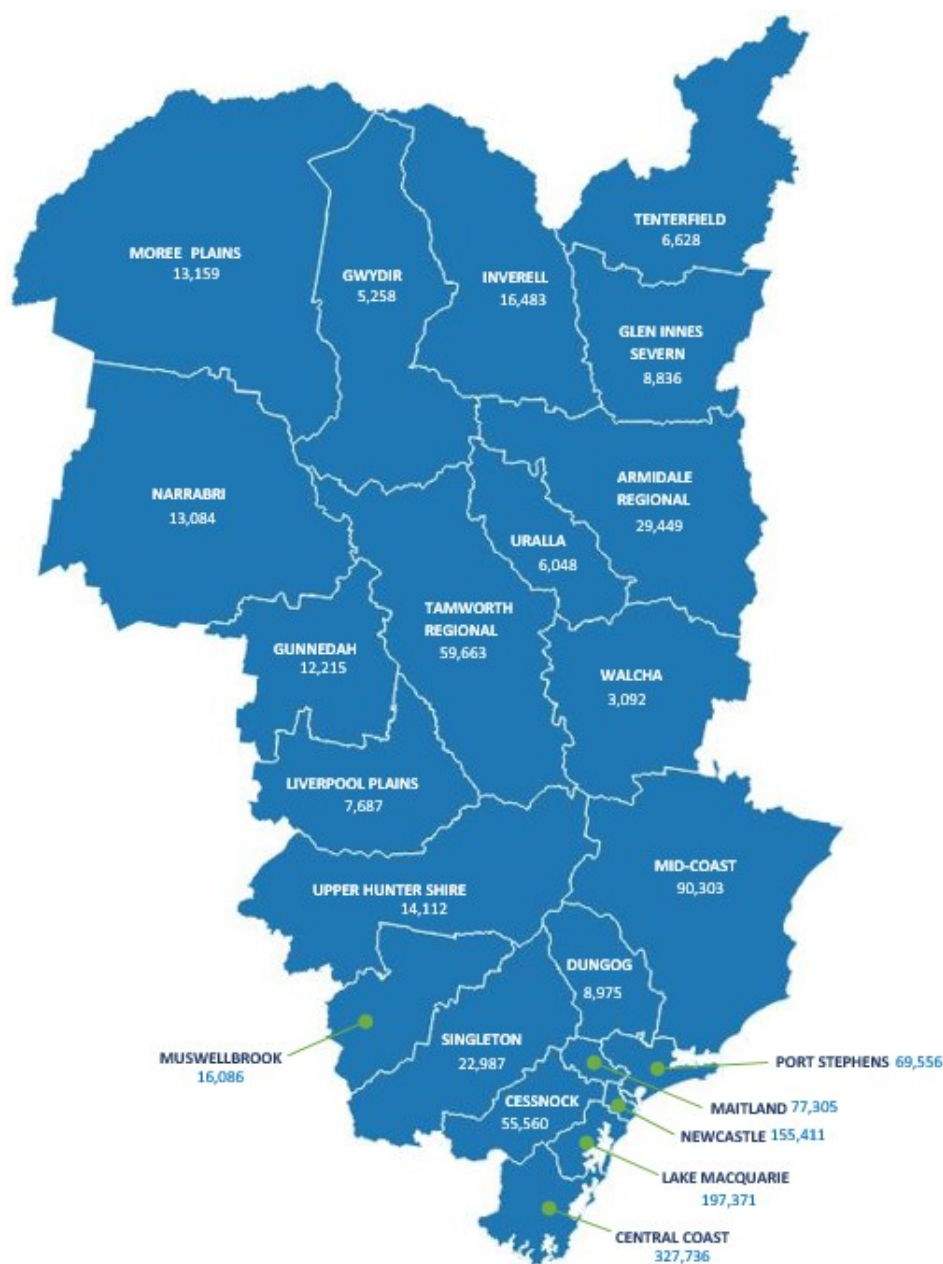 TENTERFIELD
6,628
MOREE PLAINS
13,159
GWYDIR
5,258
INVERELL
16,483
GLEN INNES
SEVERN
8,836
NARRABRI
13,084
ARMIDALE
REGIONAL
29,449
URALLA
6,048
TAMWORTH
REGIONAL
59,663
GUNNEDAH
12,215
WALCHA
3,092
LIVERPOOL PLAINS
7,687
MID-COAST
90,303
UPPER HUNTER SHIRE
14,112
DUNGOG
8,975
SINGLETON
22,987
MUSWELLBROOK
16,086
PORT STEPHENS 69,556
CESSNOCK
55,560
MAITLAND 77,305
NEWCASTLE 155,411
LAKE MACQUARIE
197,371
CENTRAL COAST
327,736